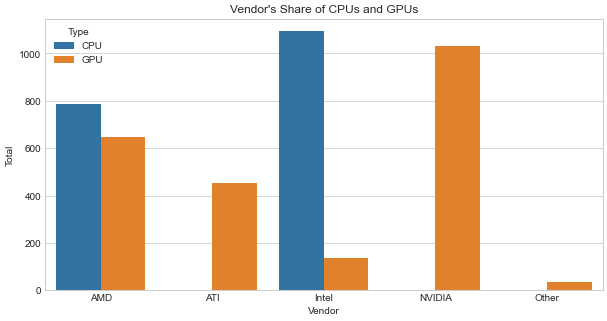 Vendor's Share of CPUs and GPUs
Type
CPU
GPU
1000
800
600
400
200
0
Total
AMD
ATI
Intel
NVIDIA
Other
Vendor